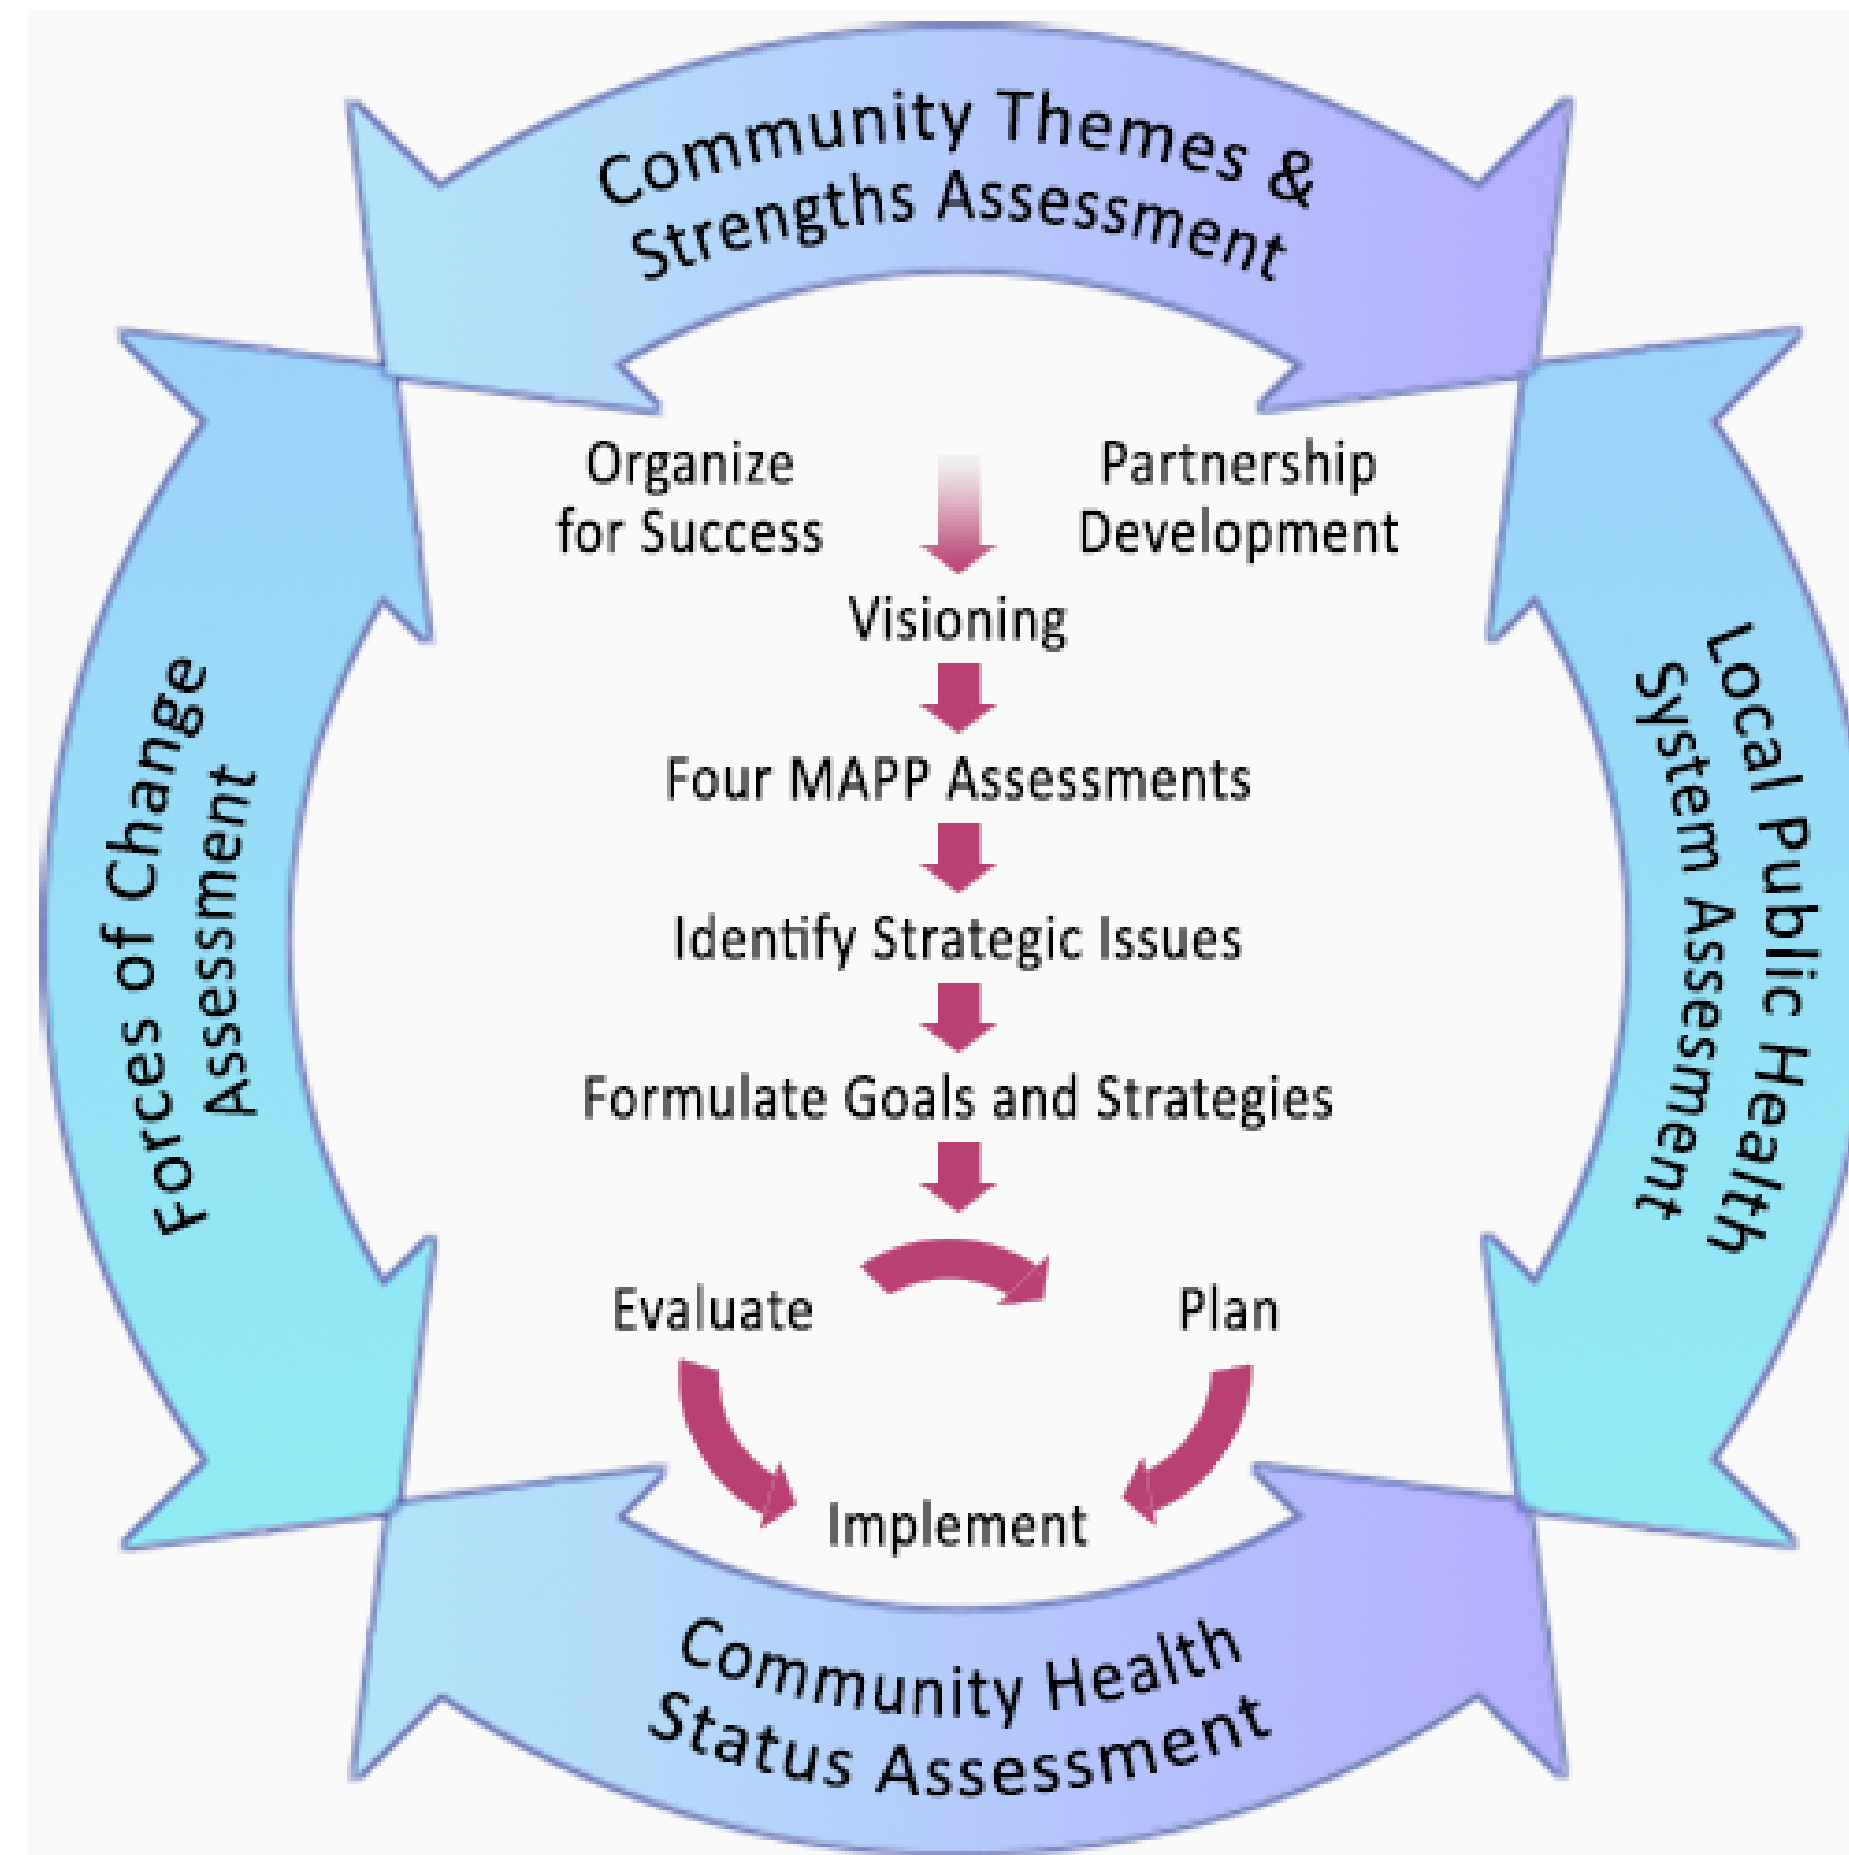 Community Themes &
Strengths Assessment
Organize
for Success
Partnership
Development
Visioning
Four MAPP Assessments
Identify Strategic Issues
Formulate Goals and Strategies
Evaluate
Plan
Implement
Forces of Change
Assessment
Local Public Health
System Assessment
Community Health
Status Assessment